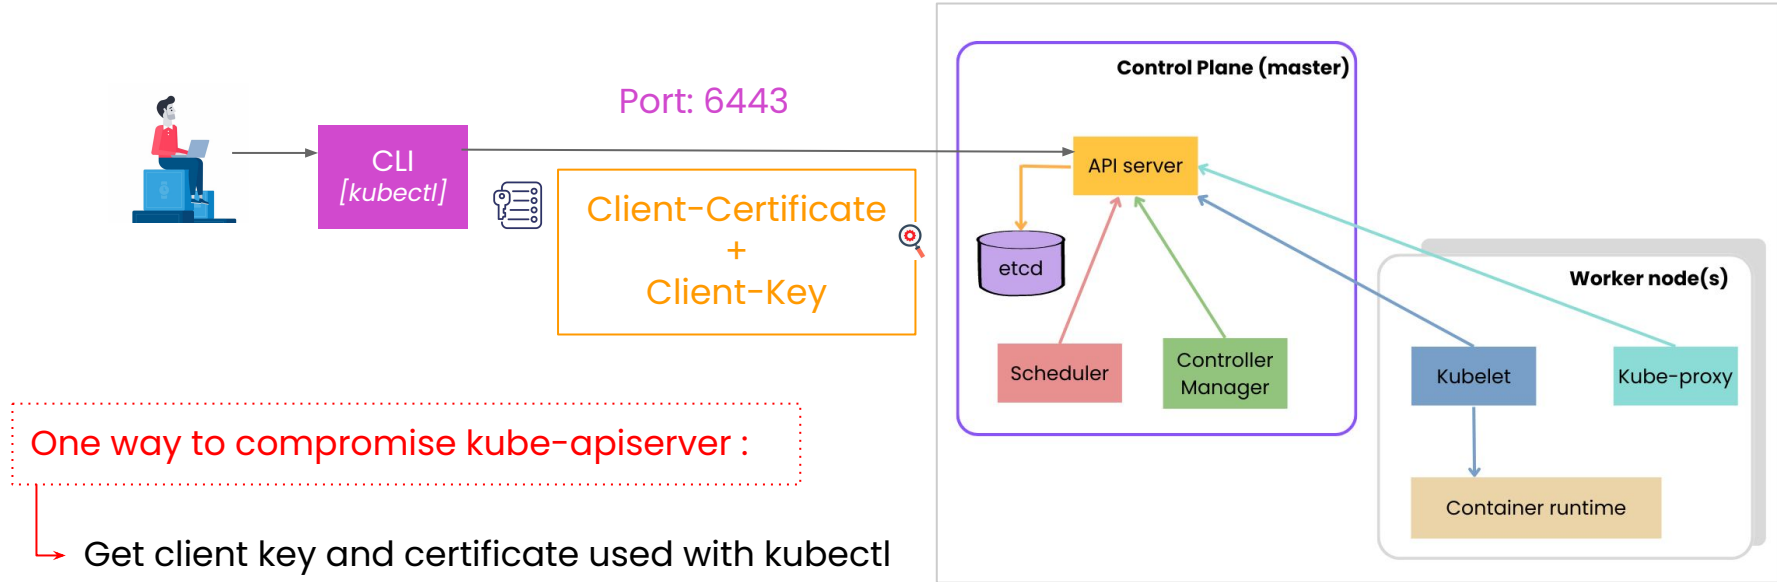 Control Plane (master)
Port: 6443
CLI
[kubectl]
API server
Client-Certificate
+
Client-Key
etcd
Worker node(s)
Scheduler
Controller
Manager
Kubelet
Kube-proxy
One way to compromise kube-apiserver :
Container runtime
Get client key and certificate used with kubectl